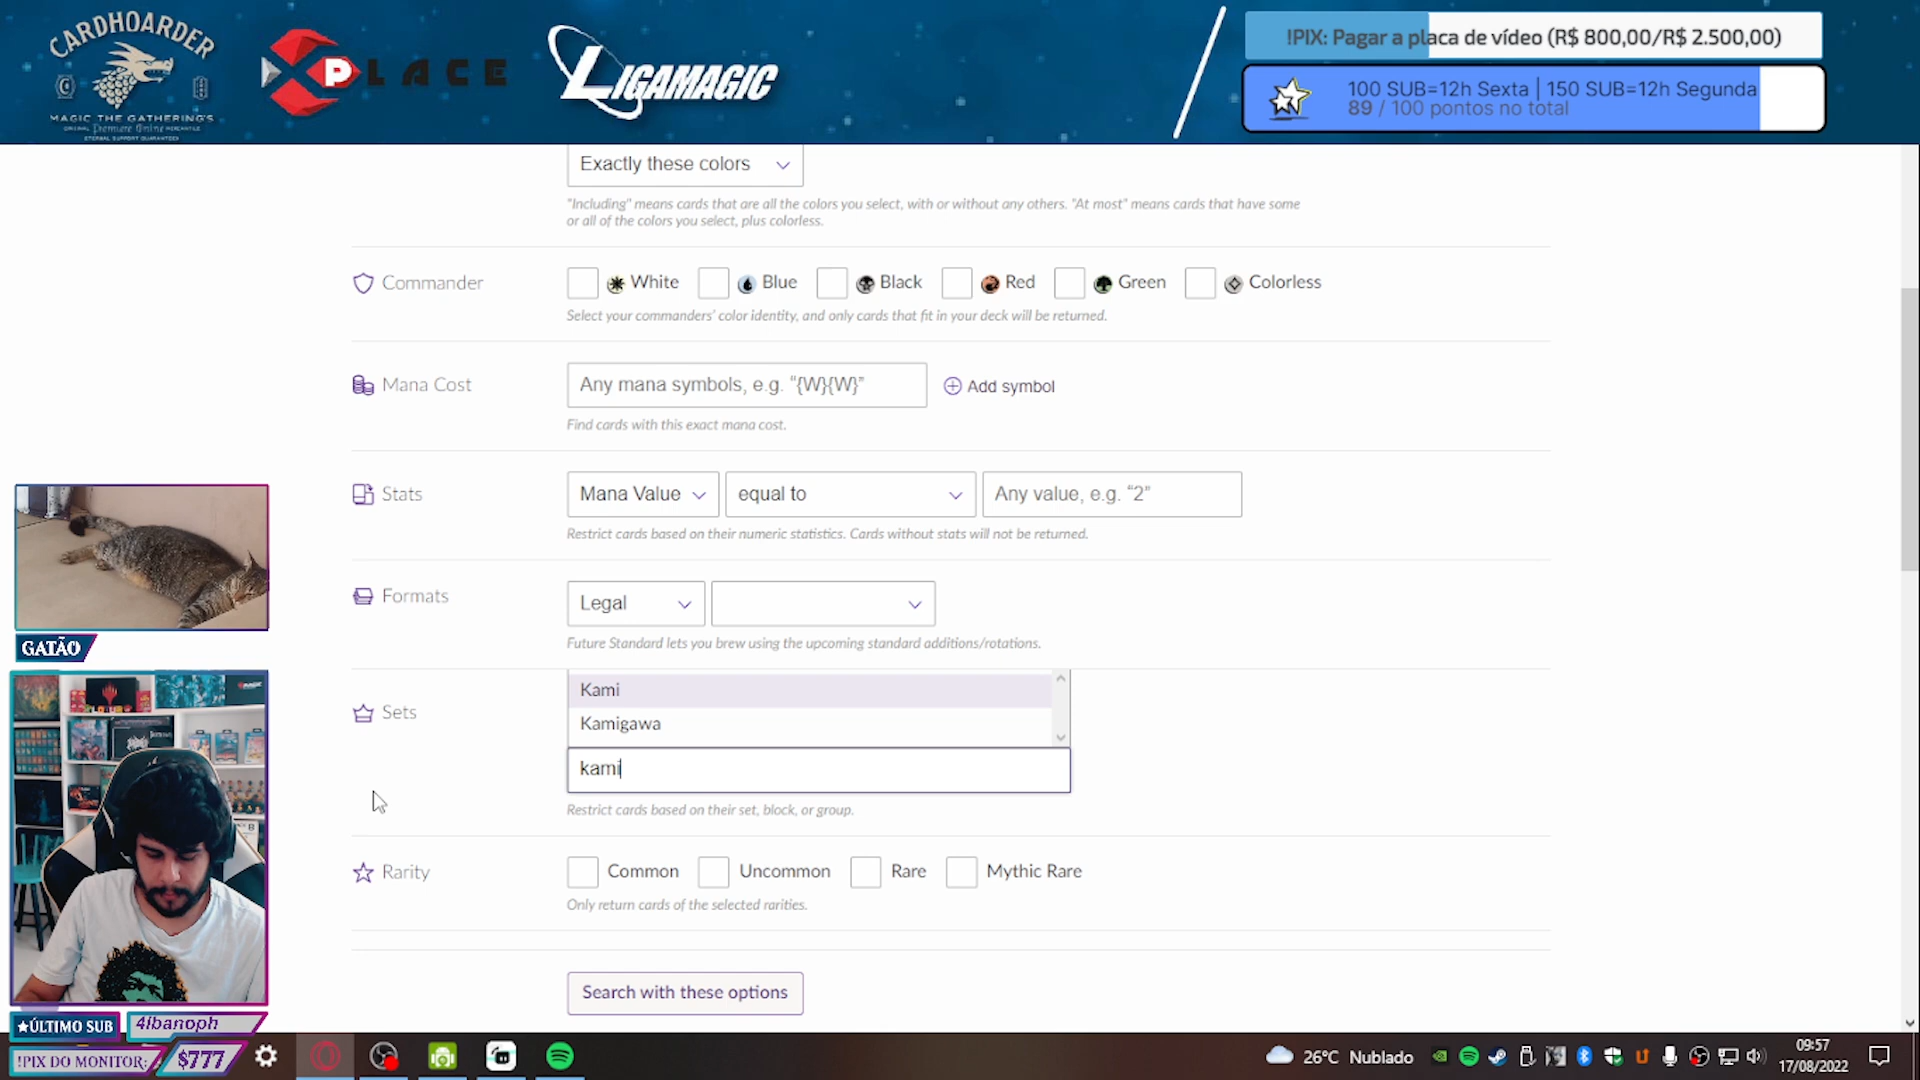 CARDHOARDER
MAGIC THE GATHERING'S
ORIGINAL Premiere Online MERCANTILE
ETERNAL SUPPORT GUARANTEED
XPLACE
LIGAMAGIC
!PIX: Pagar a placa de vídeo (R$ 800,00/R$ 2.500,00)
100 SUB=12h Sexta | 150 SUB=12h Segunda
89 / 100 pontos no total
Exactly these colors
"Including" means cards that are all the colors you select, with or without any others. "At most" means cards that have some
or all of the colors you select, plus colorless.
Commander
White
Blue
Black
Red
Green
Colorless
Select your commanders' color identity, and only cards that fit in your deck will be returned.
Mana Cost
Any mana symbols, e.g. "{W}{W}"
Add symbol
Find cards with this exact mana cost.
Stats
Mana Value
equal to
Any value, e.g. "2"
Restrict cards based on their numeric statistics. Cards without stats will not be returned.
Formats
Legal
Future Standard lets you brew using the upcoming standard additions/rotations.
Sets
Kami
Kamigawa
kami
Restrict cards based on their set, block, or group.
Rarity
Common
Uncommon
Rare
Mythic Rare
Only return cards of the selected rarities.
Search with these options
GATÃO
★ÚLTIMO SUB
4lbanoph
!PIX DO MONITOR:
$777
26°C Nublado
09:57
17/08/2022